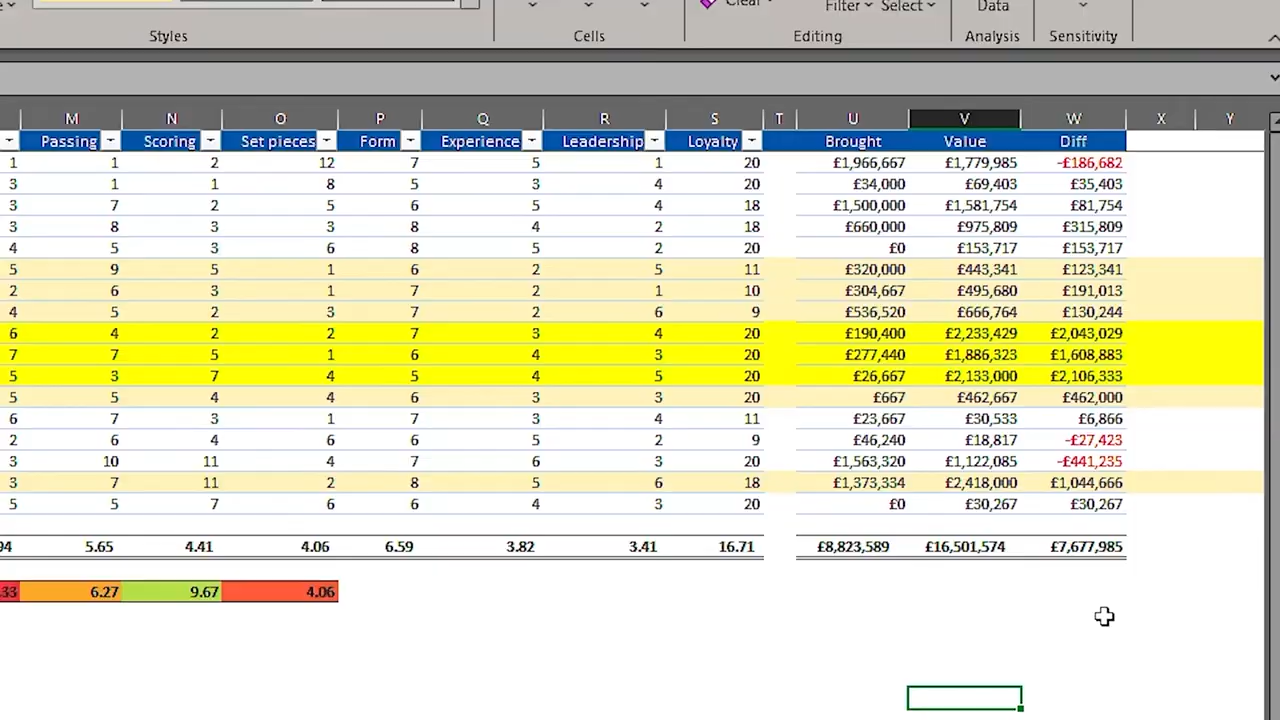 Clear
Filter Select Data
Styles Cells Editing Analysis Sensitivity
M N O P Q R S T U V W X Y
Passing Scoring Set pieces Form Experience Leadership Loyalty Brought Value Diff
1 1 2 12 7 5 1 20 £1,966,667 £1,779,985 -£186,682
3 1 1 8 5 3 4 20 £34,000 £69,403 £35,403
3 7 2 5 6 5 4 18 £1,500,000 £1,581,754 £81,754
3 8 3 3 8 4 2 18 £660,000 £975,809 £315,809
4 5 3 6 8 5 2 20 £0 £153,717 £153,717
5 9 5 1 6 2 5 11 £320,000 £443,341 £123,341
2 6 3 1 7 2 1 10 £304,667 £495,680 £191,013
4 5 2 3 7 2 6 9 £536,520 £666,764 £130,244
6 4 2 2 7 3 4 20 £190,400 £2,233,429 £2,043,029
7 7 5 1 6 4 3 20 £277,440 £1,886,323 £1,608,883
5 3 7 4 5 4 5 20 £26,667 £2,133,000 £2,106,333
5 5 4 4 6 3 3 20 £667 £462,667 £462,000
6 7 3 1 7 3 4 11 £23,667 £30,533 £6,866
2 6 4 6 6 5 2 9 £46,240 £18,817 -£27,423
3 10 11 4 7 6 3 20 £1,563,320 £1,122,085 -£441,235
3 7 11 2 8 5 6 18 £1,373,334 £2,418,000 £1,044,666
5 5 7 6 6 4 3 20 £0 £30,267 £30,267
94 5.65 4.41 4.06 6.59 3.82 3.41 16.71 £8,823,589 £16,501,574 £7,677,985
.33 6.27 9.67 4.06